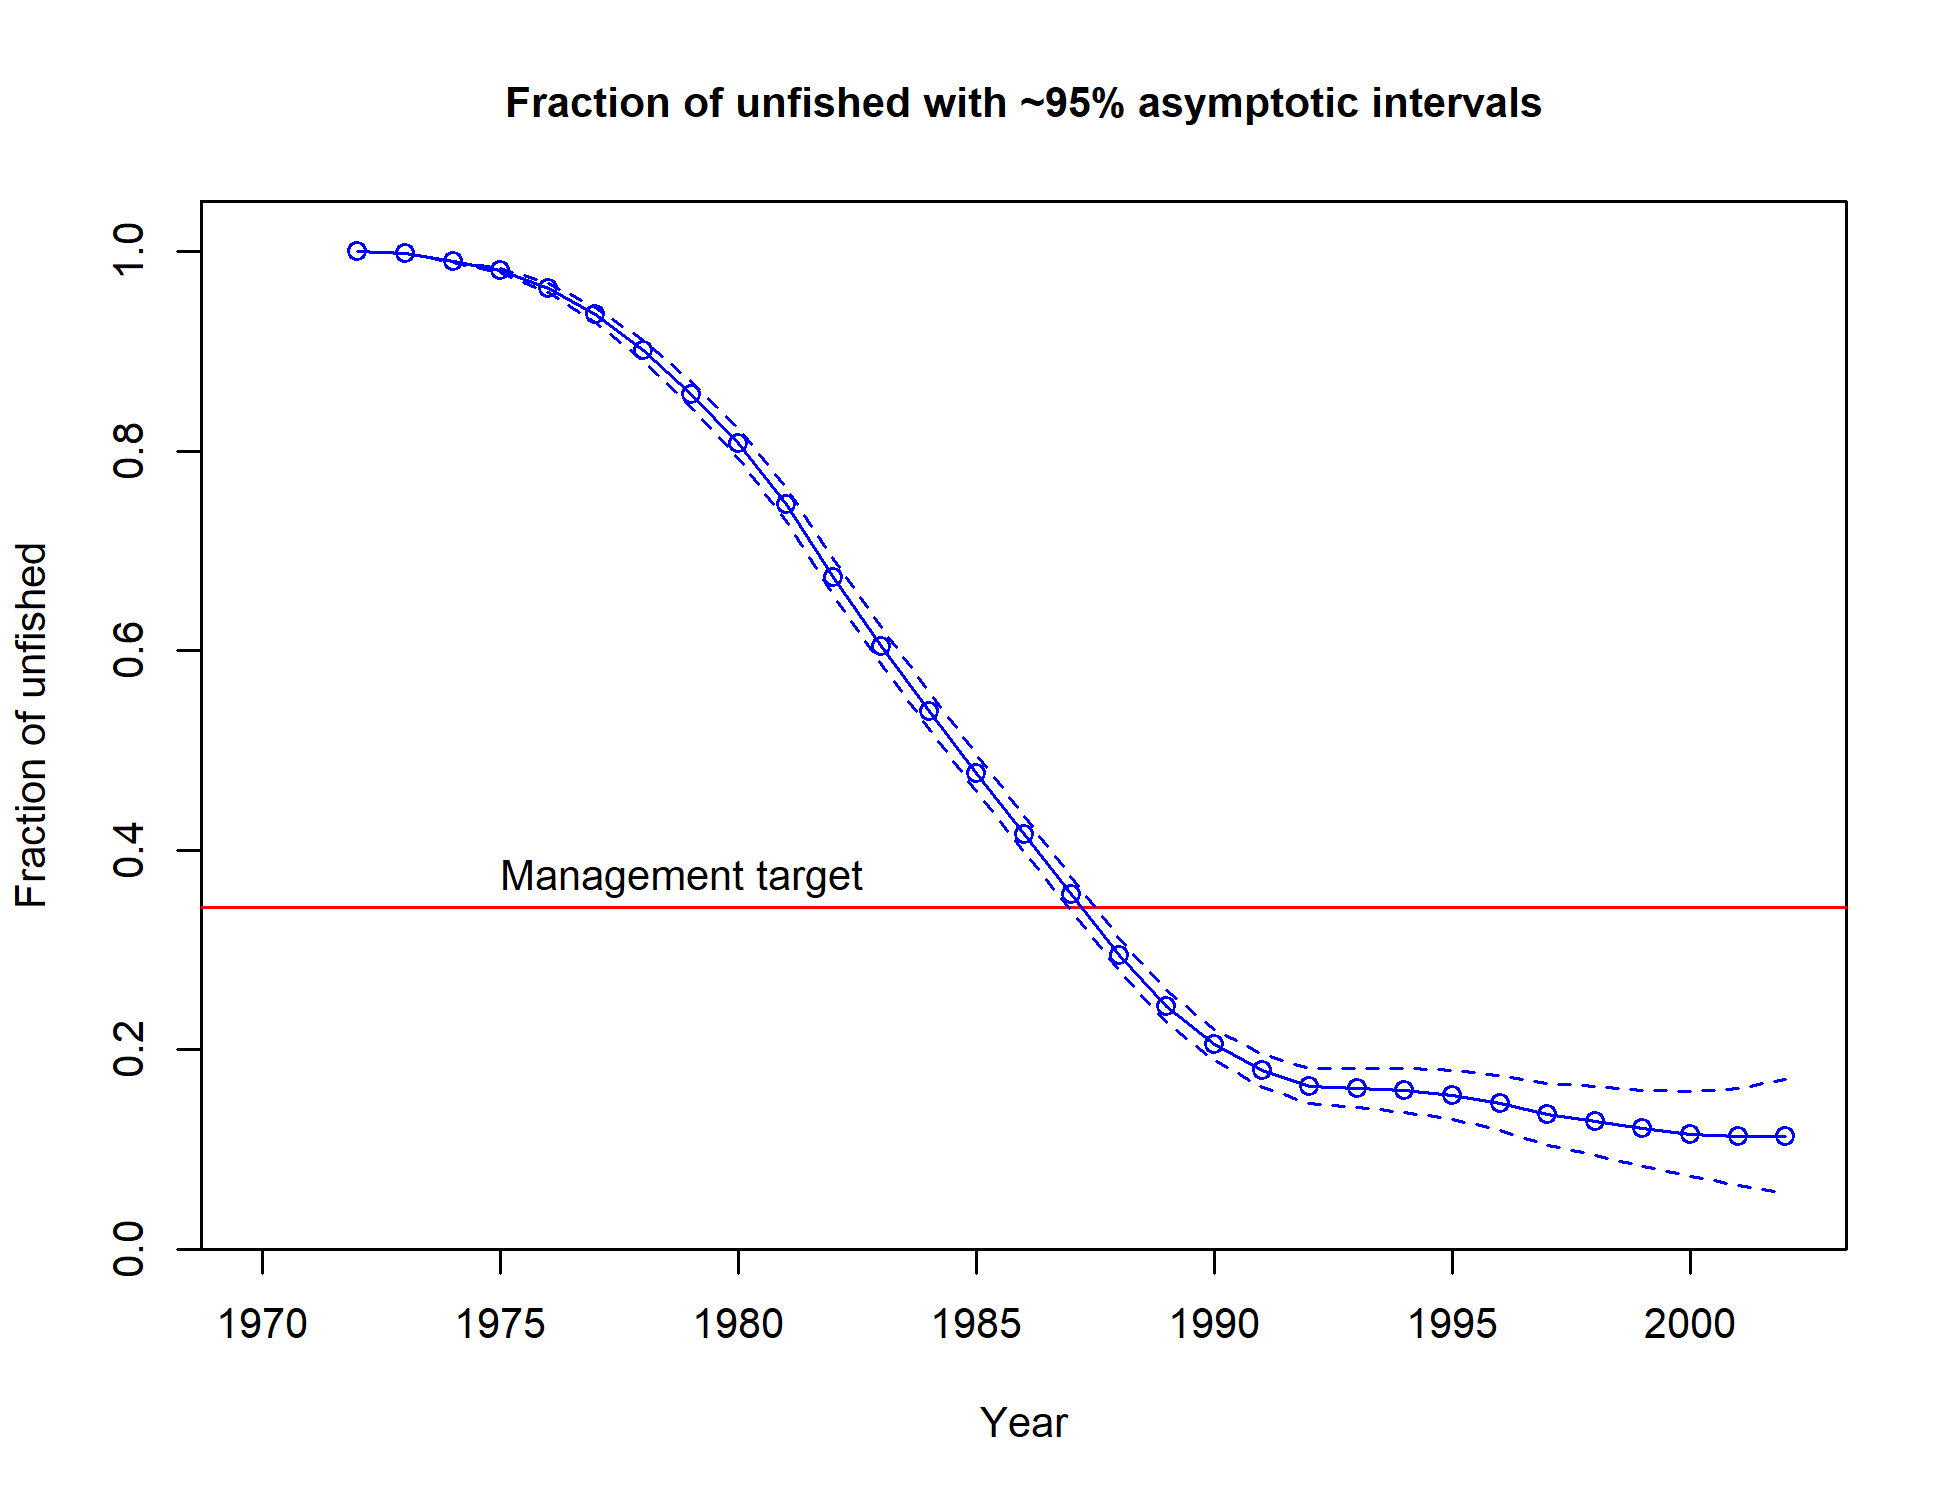 Fraction of unfished with ~95% asymptotic intervals
Fraction of unfished
1.0
0.8
0.6
0.4
0.2
0.0
Management target
1970 1975 1980 1985 1990 1995 2000
Year